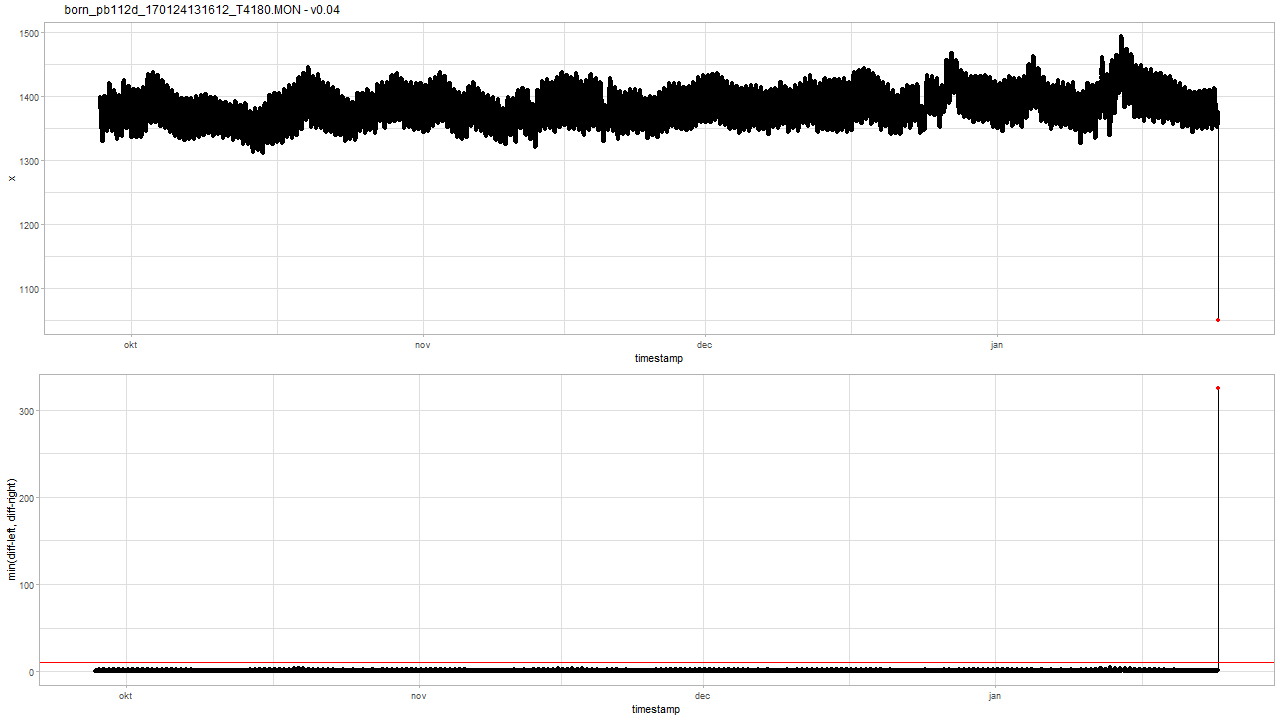 born_pb112d_170124131612_T4180.MON - v0.04
1500
1400
1300
1200
1100
x
okt nov dec jan
timestamp
300
200
100
0
min(diff-left, diff-right)
okt nov dec jan
timestamp